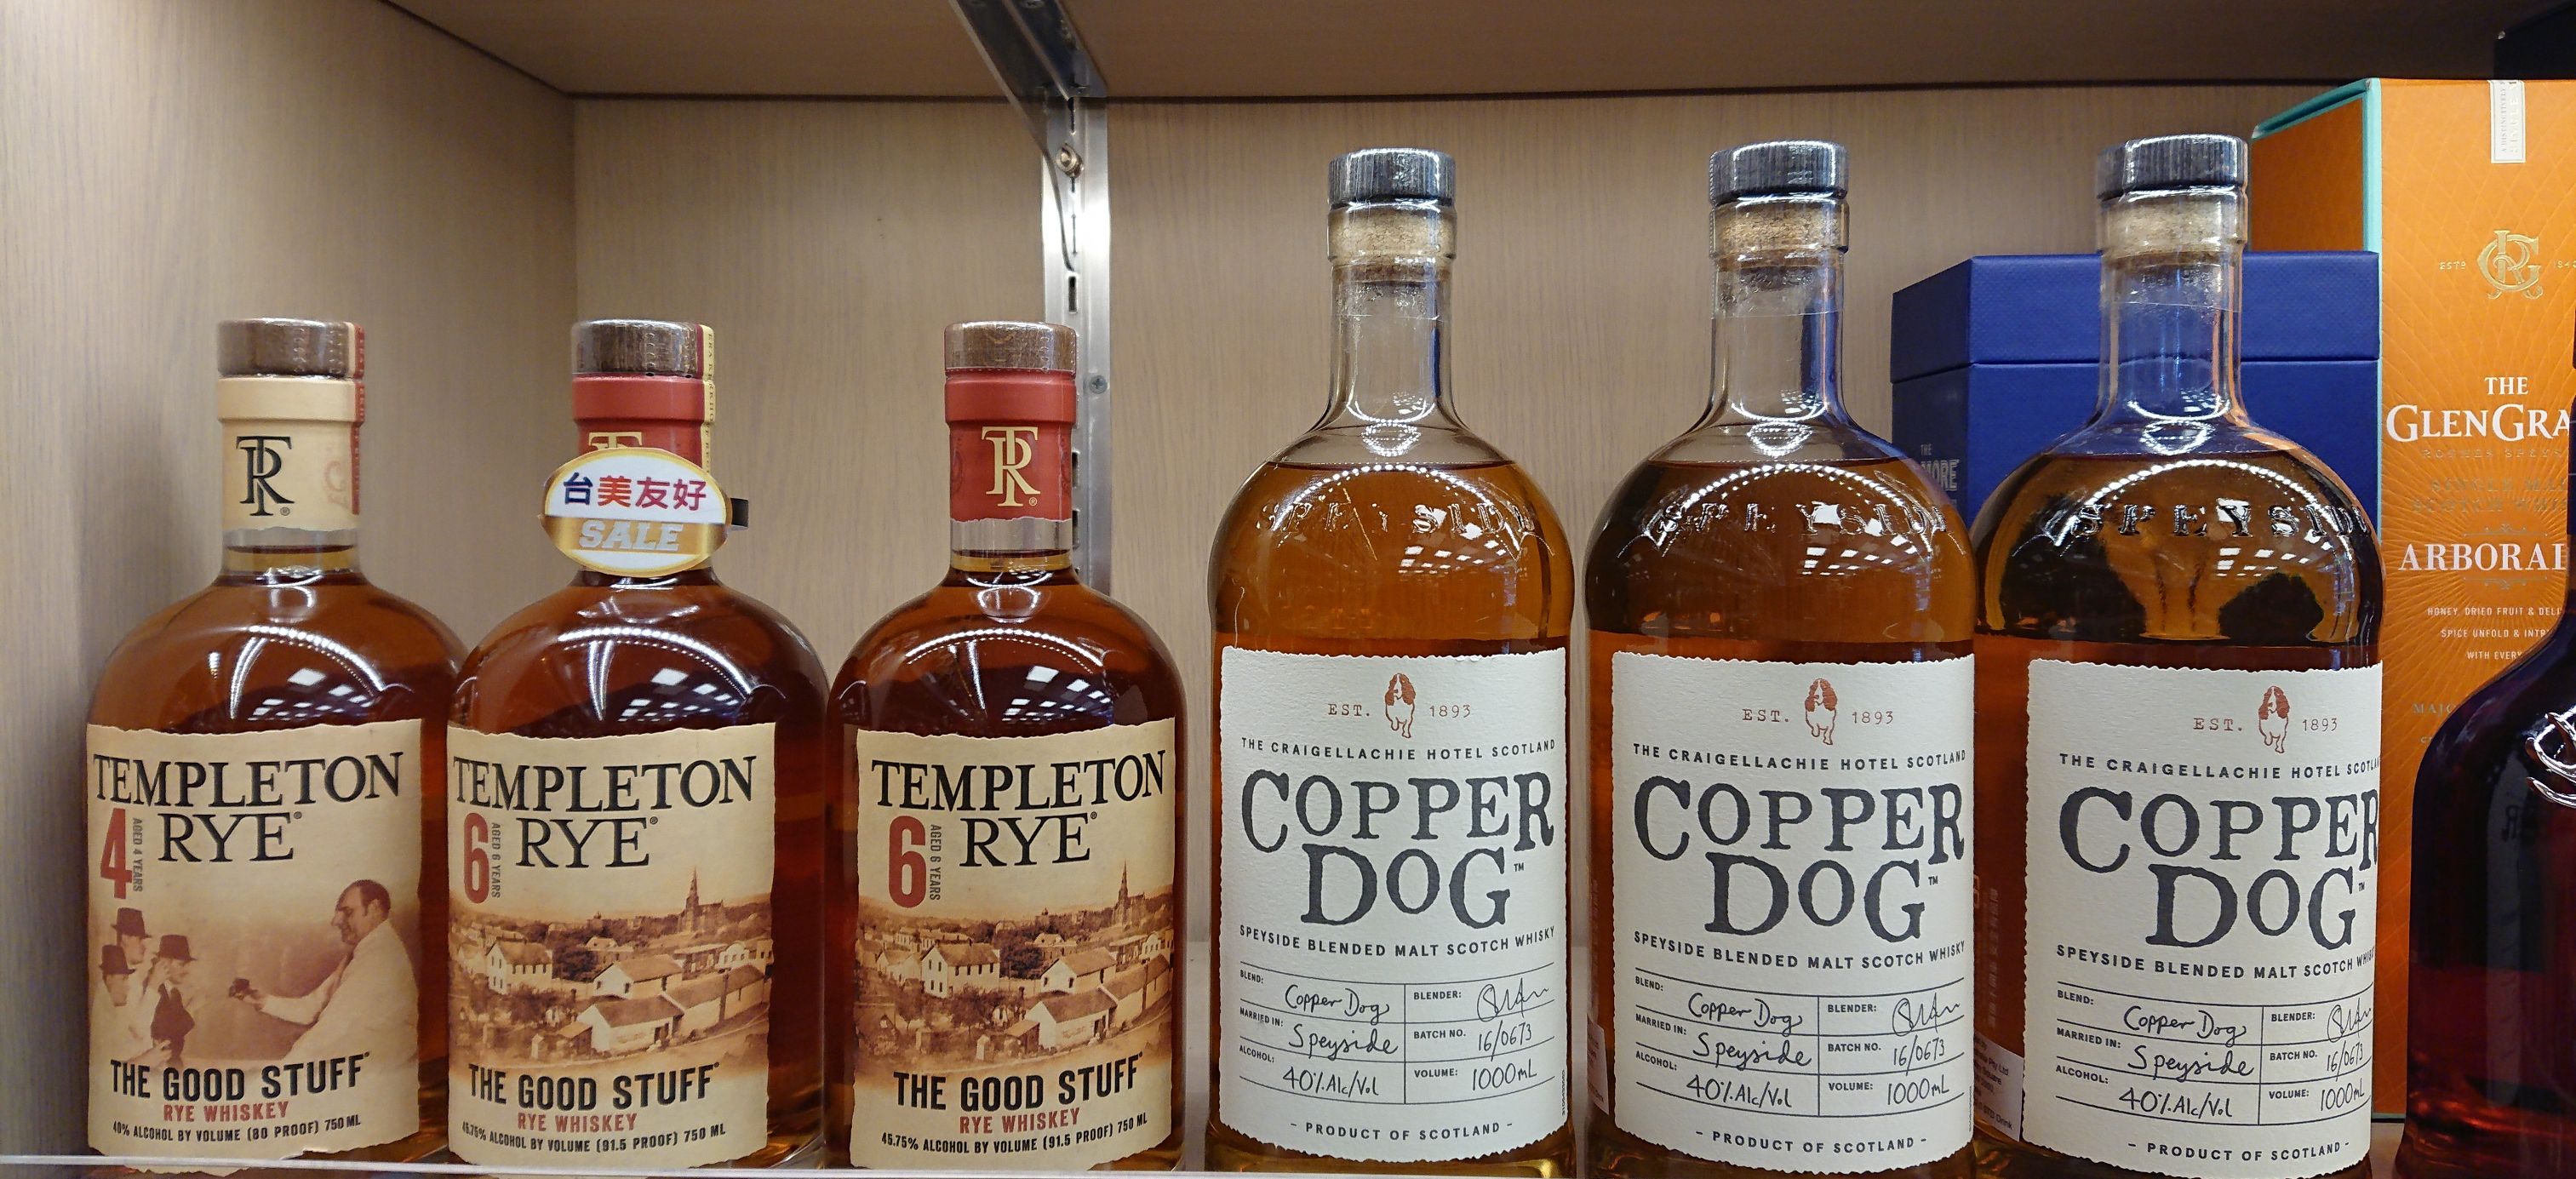 TR®
TEMPLETON
RYE®
4
AGED 4 YEARS
THE GOOD STUFF®
RYE WHISKEY
40% ALCOHOL BY VOLUME (80 PROOF) 750 ML
台美友好
SALE
TEMPLETON
RYE®
6
AGED 6 YEARS
THE GOOD STUFF®
RYE WHISKEY
45.75% ALCOHOL BY VOLUME (91.5 PROOF) 750 ML
TR®
TEMPLETON
RYE®
6
AGED 6 YEARS
THE GOOD STUFF®
RYE WHISKEY
45.75% ALCOHOL BY VOLUME (91.5 PROOF) 750 ML
SPEYSIDE
EST. 1893
THE CRAIGELLACHIE HOTEL SCOTLAND
COPPER
DOG™
SPEYSIDE BLENDED MALT SCOTCH WHISKY
BLEND: Copper Dog BLENDER:
MARRIED IN: Speyside BATCH NO. 16/0673
ALCOHOL: 40% Alc/Vol VOLUME: 1000mL
- PRODUCT OF SCOTLAND -
SPEYSIDE
EST. 1893
THE CRAIGELLACHIE HOTEL SCOTLAND
COPPER
DOG™
SPEYSIDE BLENDED MALT SCOTCH WHISKY
BLEND: Copper Dog BLENDER:
MARRIED IN: Speyside BATCH NO. 16/0673
ALCOHOL: 40% Alc/Vol VOLUME: 1000mL
- PRODUCT OF SCOTLAND -
SPEYSIDE
EST. 1893
THE CRAIGELLACHIE HOTEL SCOTLA
COPPER
DOG™
SPEYSIDE BLENDED MALT SCOTCH WHISKY
BLEND: Copper Dog BLENDER:
MARRIED IN: Speyside BATCH NO. 16/0673
ALCOHOL: 40% Alc/Vol VOLUME: 1000mL
- PRODUCT OF SCOTLAND -
THE
MORE
ESTD
THE
GLENGRA
ARBORAL
HONEY, DRIED FRUIT &
SPICE UNFOLD &
WITH EVERY